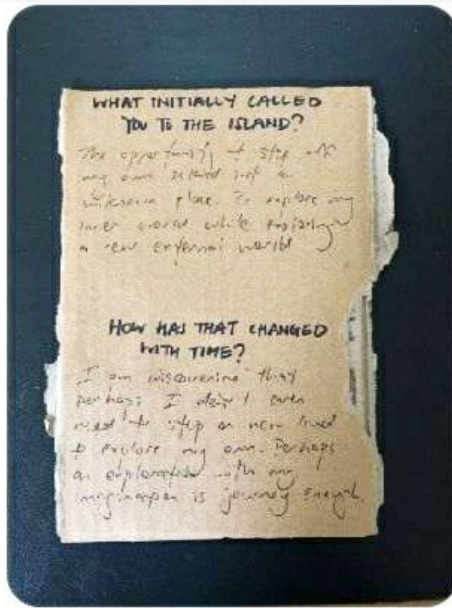 WHAT INITIALLY CALLED
YOU TO THE ISLAND?
The opportunity to step off
my own island into a
different place. To explore my
inner world while exploring
a new external world
HOW HAS THAT CHANGED
WITH TIME?
I am discovering that
perhaps I don't even
need to step on new land
to explore my own. Perhaps
an exploration with my
imagination is journey enough